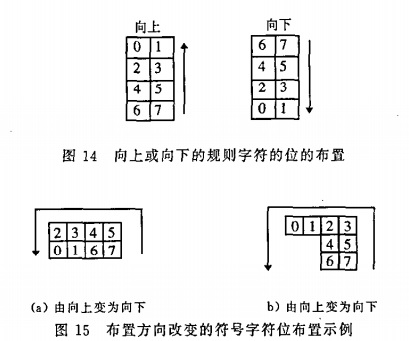 向上 向下
0 1 6 7
2 3 4 5
4 5 2 3
6 7 0 1
图 14 向上或向下的规则字符的位的布置
2 3 4 5 0 1 2 3
0 1 6 7 4 5
6 7
(a) 由向上变为向下 b) 由向上变为向下
图 15 布置方向改变的符号字符位布置示例